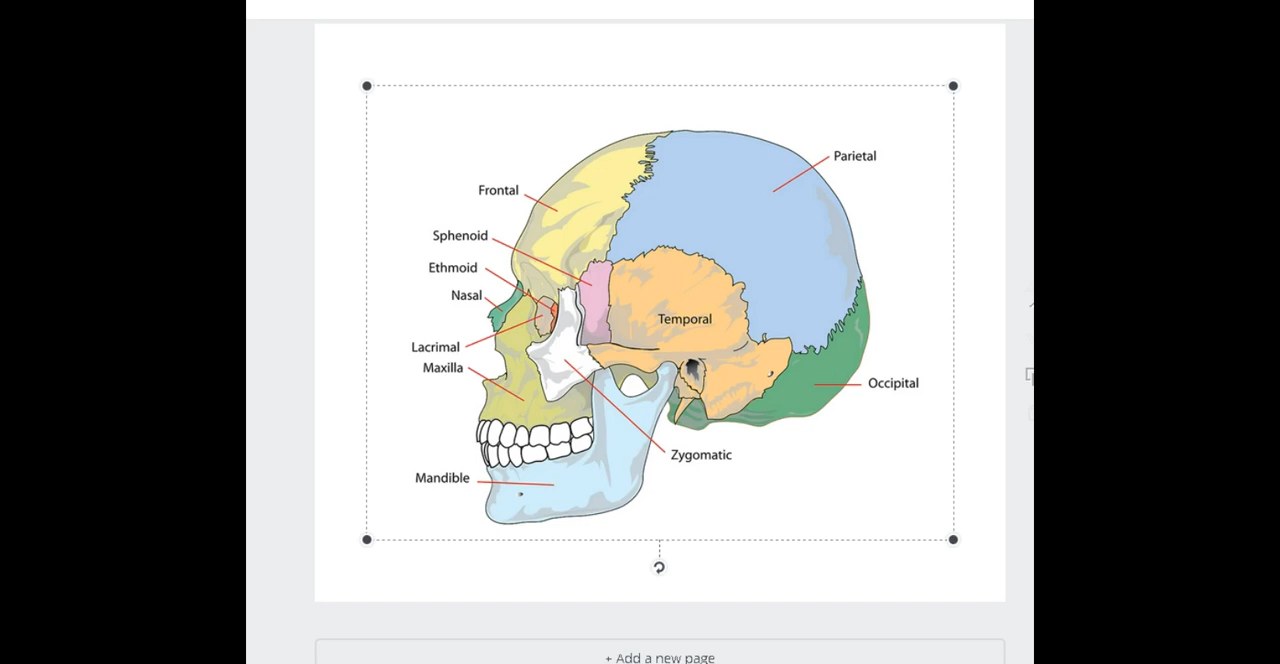 Parietal
Frontal
Sphenoid
Ethmoid
Nasal
Temporal
Lacrimal
Maxilla
Occipital
Zygomatic
Mandible
+ Add a new page